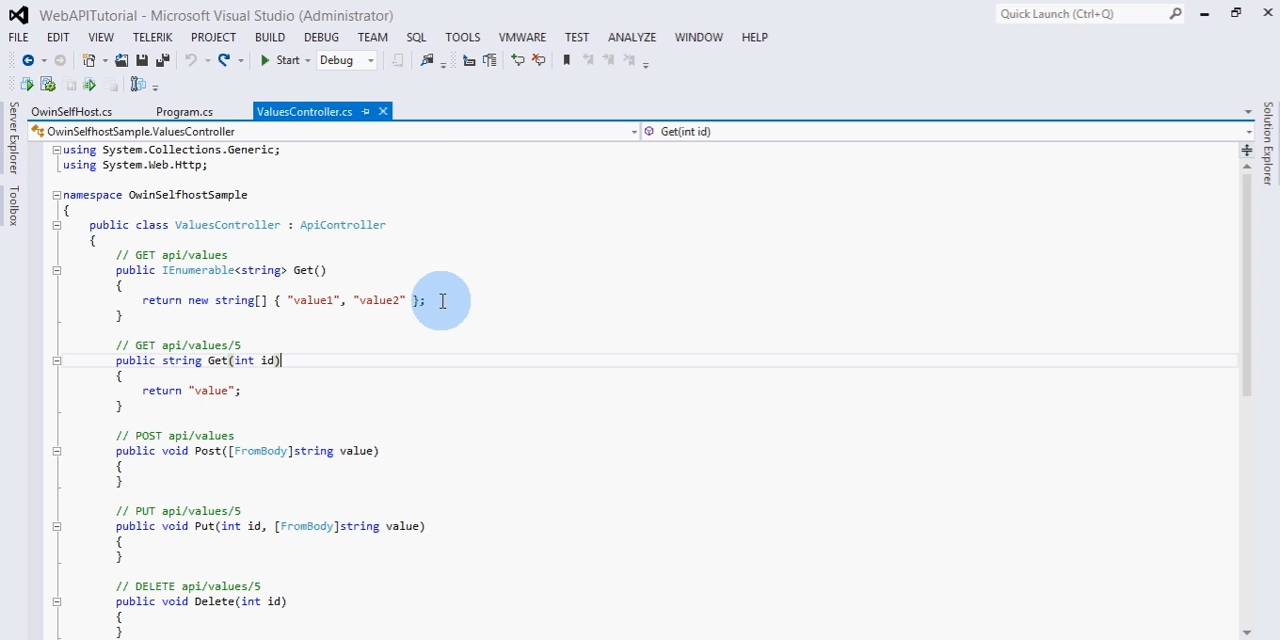 WebAPITutorial - Microsoft Visual Studio (Administrator)
Quick Launch (Ctrl+Q)
FILE EDIT VIEW TELERIK PROJECT BUILD DEBUG TEAM SQL TOOLS VMWARE TEST ANALYZE WINDOW HELP
Start Debug
OwinSelfHost.cs Program.cs ValuesController.cs
Server Explorer
Toolbox
Solution Explorer
OwinSelfhostSample.ValuesController Get(int id)
using System.Collections.Generic;
using System.Web.Http;
namespace OwinSelfhostSample
{
public class ValuesController : ApiController
{
// GET api/values
public IEnumerable<string> Get()
{
return new string[] { "value1", "value2" };
}
// GET api/values/5
public string Get(int id)
{
return "value";
}
// POST api/values
public void Post([FromBody]string value)
{
}
// PUT api/values/5
public void Put(int id, [FromBody]string value)
{
}
// DELETE api/values/5
public void Delete(int id)
{
}